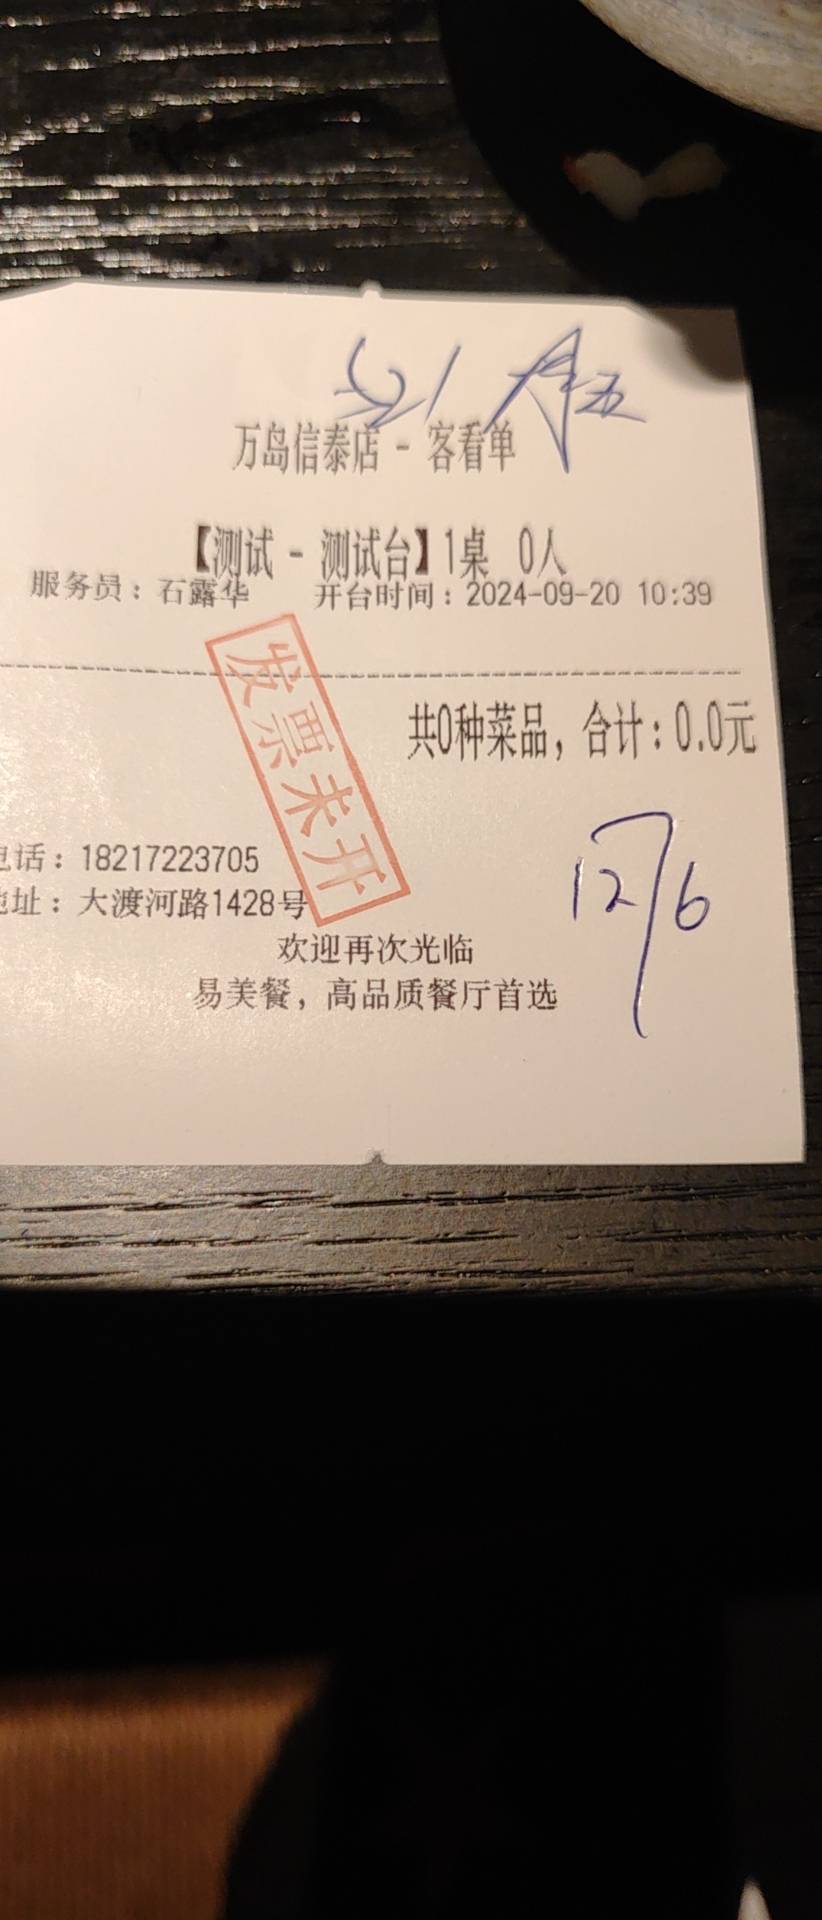 万岛信泰店 - 客看单
【测试 - 测试台】1桌 0人
服务员：石露华 开台时间：2024-09-20 10:39
发票未开
共0种菜品，合计：0.0元
电话：18217223705
地址：大渡河路1428号
12 6
欢迎再次光临
易美餐，高品质餐厅首选